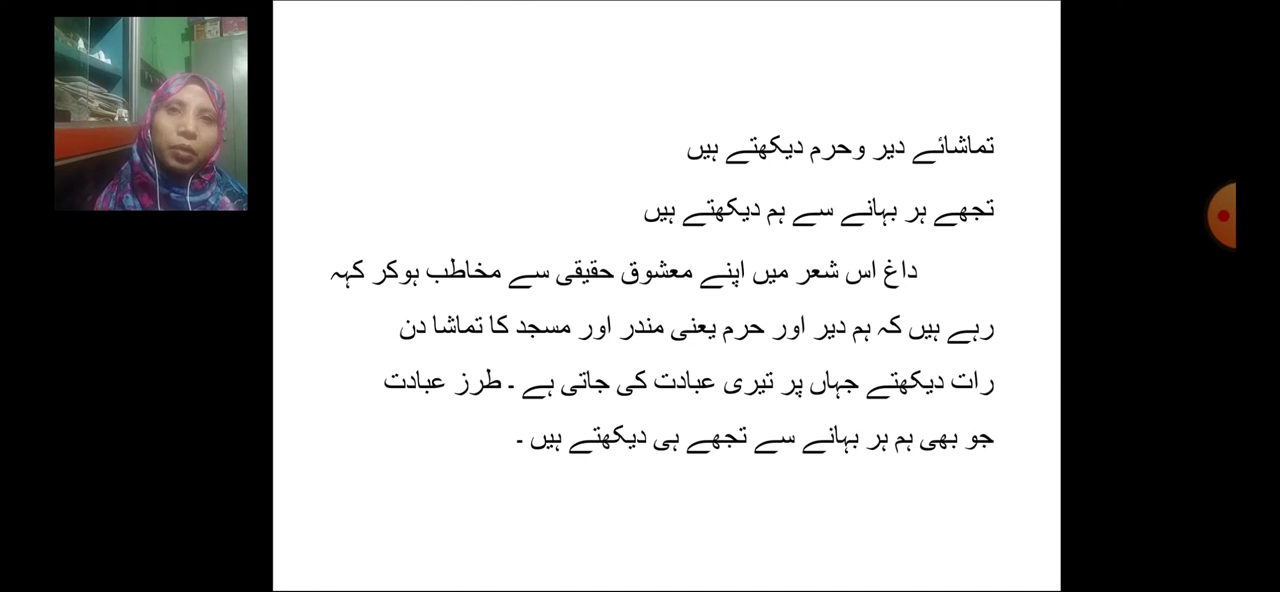 تماشائے دیر وحرم دیکھتے ہیں
تجھے ہر بہانے سے ہم دیکھتے ہیں
داغ اس شعر میں اپنے معشوق حقیقی سے مخاطب ہوکر کہہ
رہے ہیں کہ ہم دیر اور حرم یعنی مندر اور مسجد کا تماشا دن
رات دیکھتے جہاں پر تیری عبادت کی جاتی ہے ۔ طرز عبادت
جو بھی ہم ہر بہانے سے تجھے ہی دیکھتے ہیں ۔